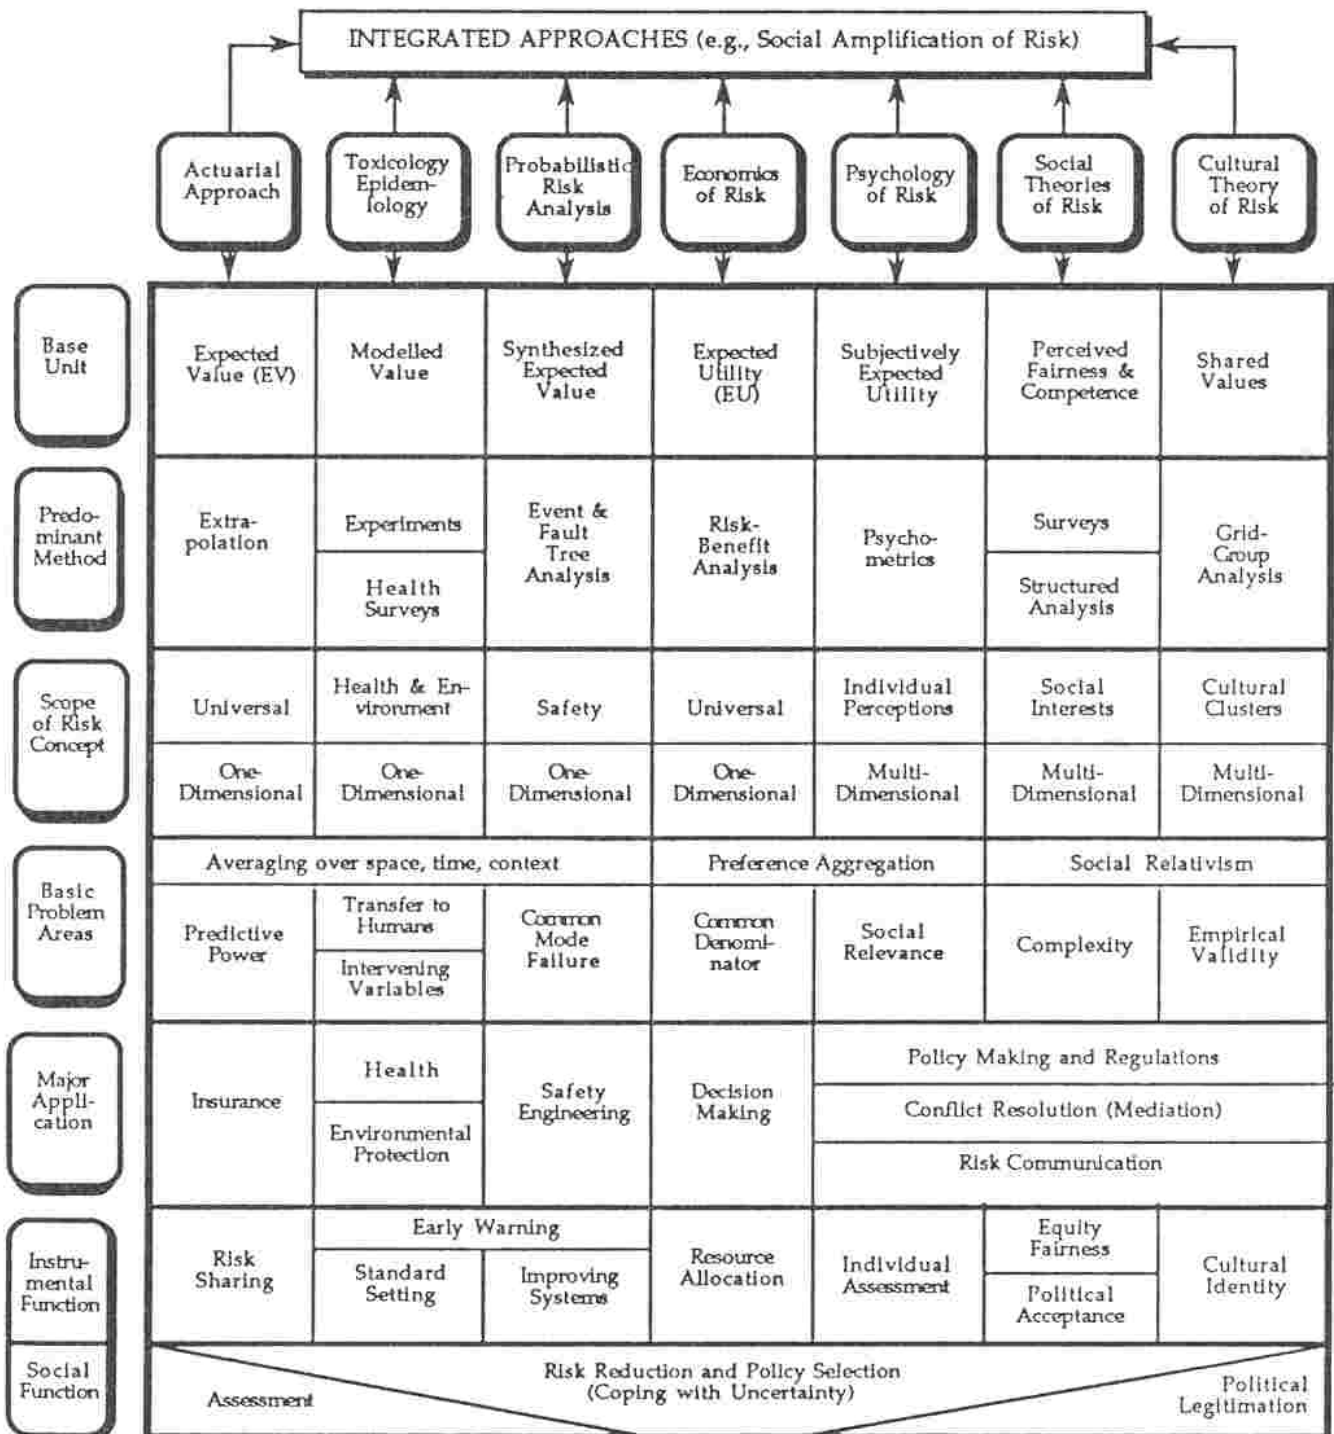 INTEGRATED APPROACHES (e.g., Social Amplification of Risk)
Actuarial
Approach
Toxicology
Epidem-
iology
Probabilistic
Risk
Analysis
Economics
of Risk
Psychology
of Risk
Social
Theories
of Risk
Cultural
Theory
of Risk
Base
Unit
Expected
Value (EV)
Modelled
Value
Synthesized
Expected
Value
Expected
Utility
(EU)
Subjectively
Expected
Utility
Perceived
Fairness &
Competence
Shared
Values
Predo-
minant
Method
Extra-
polation
Experiments
Health
Surveys
Event &
Fault
Tree
Analysis
Risk-
Benefit
Analysis
Psycho-
metrics
Surveys
Structured
Analysis
Grid-
Group
Analysis
Scope
of Risk
Concept
Universal
Health & En-
vironment
Safety
Universal
Individual
Perceptions
Social
Interests
Cultural
Clusters
One-
Dimensional
One-
Dimensional
One-
Dimensional
One-
Dimensional
Multi-
Dimensional
Multi-
Dimensional
Multi-
Dimensional
Basic
Problem
Areas
Averaging over space, time, context
Preference Aggregation
Social Relativism
Predictive
Power
Transfer to
Humans
Intervening
Variables
Common
Mode
Failure
Common
Denomi-
nator
Social
Relevance
Complexity
Empirical
Validity
Major
Appli-
cation
Insurance
Health
Environmental
Protection
Safety
Engineering
Decision
Making
Policy Making and Regulations
Conflict Resolution (Mediation)
Risk Communication
Instru-
mental
Function
Risk
Sharing
Early Warning
Standard
Setting
Improving
Systems
Resource
Allocation
Individual
Assessment
Equity
Fairness
Political
Acceptance
Cultural
Identity
Social
Function
Assessment
Risk Reduction and Policy Selection
(Coping with Uncertainty)
Political
Legitimation